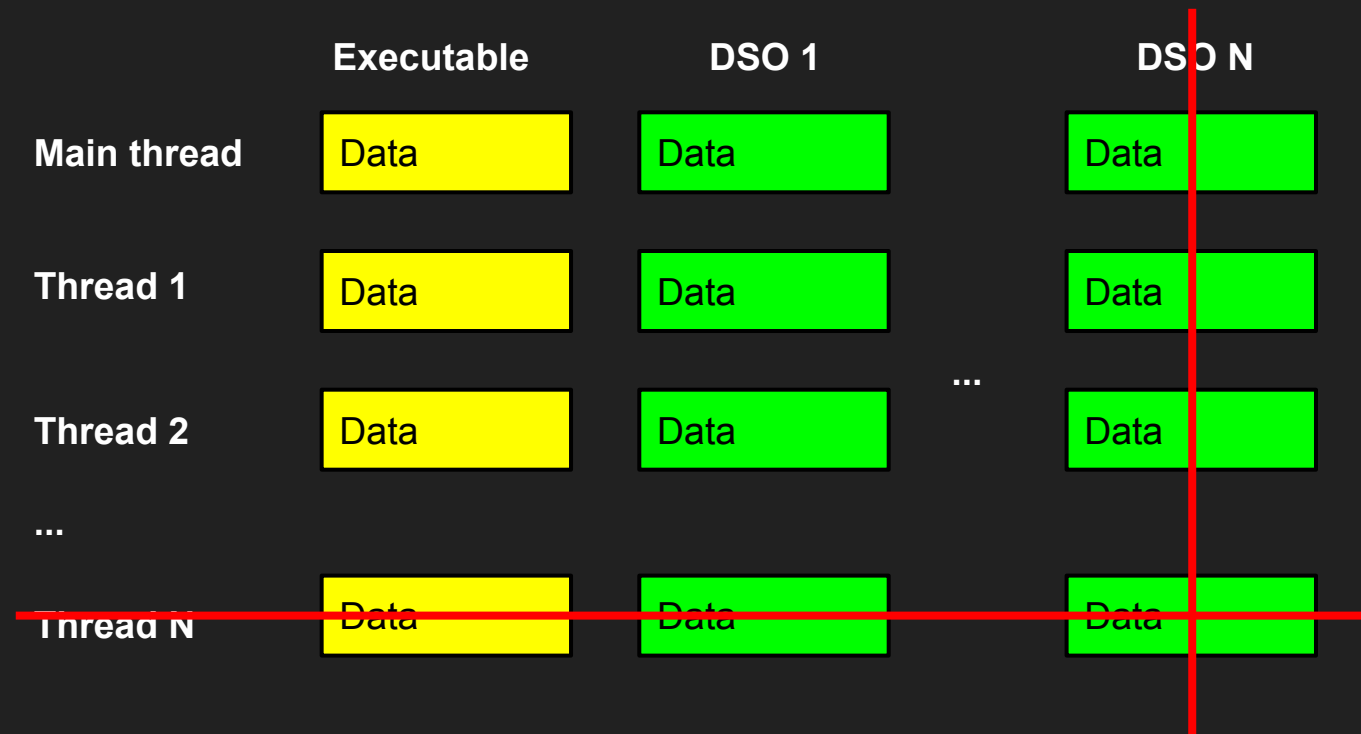 Executable DSO 1 DSO N
Main thread Data Data Data
Thread 1 Data Data Data
...
Thread 2 Data Data Data
...
Thread N Data Data Data